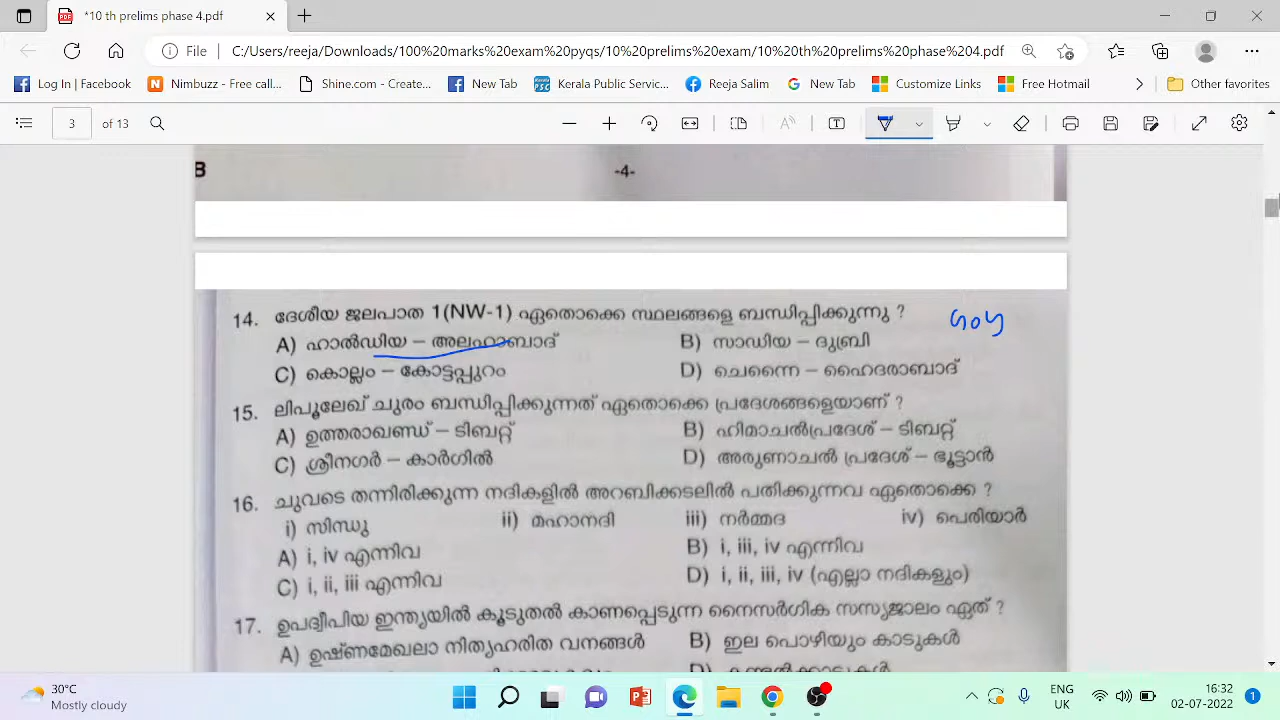 *10 th prelims phase 4.pdf
File C:/Users/reeja/Downloads/100%20marks%20exam%20pyqs/10%20prelims%20exam/10%20th%20prelims%20phase%204.pdf
Log In | Facebook Nimbuzz - Free call... Shine.com - Create... New Tab Kerala Public Servic... Reeja Salim New Tab Customize Links Free Hotmail Other favorites
3 of 13
B -4-
14. ദേശീയ ജലപാത 1(NW-1) ഏതൊക്കെ സ്ഥലങ്ങളെ ബന്ധിപ്പിക്കുന്നു ?
A) ഹാൽഡിയ – അലഹാബാദ് B) സാഡിയ – ദുബ്രി
C) കൊല്ലം – കോട്ടപ്പുറം D) ചെന്നൈ – ഹൈദരാബാദ്
15. ലിപൂലേഖ് ചുരം ബന്ധിപ്പിക്കുന്നത് ഏതൊക്കെ പ്രദേശങ്ങളെയാണ് ?
A) ഉത്തരാഖണ്ഡ് – ടിബറ്റ് B) ഹിമാചൽപ്രദേശ് – ടിബറ്റ്
C) ശ്രീനഗർ – കാർഗിൽ D) അരുണാചൽ പ്രദേശ് – ഭൂട്ടാൻ
16. ചുവടെ തന്നിരിക്കുന്ന നദികളിൽ അറബിക്കടലിൽ പതിക്കുന്നവ ഏതൊക്കെ ?
i) സിന്ധു ii) മഹാനദി iii) നർമ്മദ iv) പെരിയാർ
A) i, iv എന്നിവ B) i, iii, iv എന്നിവ
C) i, ii, iii എന്നിവ D) i, ii, iii, iv (എല്ലാ നദികളും)
17. ഉപദ്വീപിയ ഇന്ത്യയിൽ കൂടുതൽ കാണപ്പെടുന്ന നൈസർഗിക സസ്യജാലം ഏത് ?
A) ഉഷ്ണമേഖലാ നിത്യഹരിത വനങ്ങൾ B) ഇല പൊഴിയും കാടുകൾ
30°C
Mostly cloudy
ENG
UK
16:32
02-07-2022